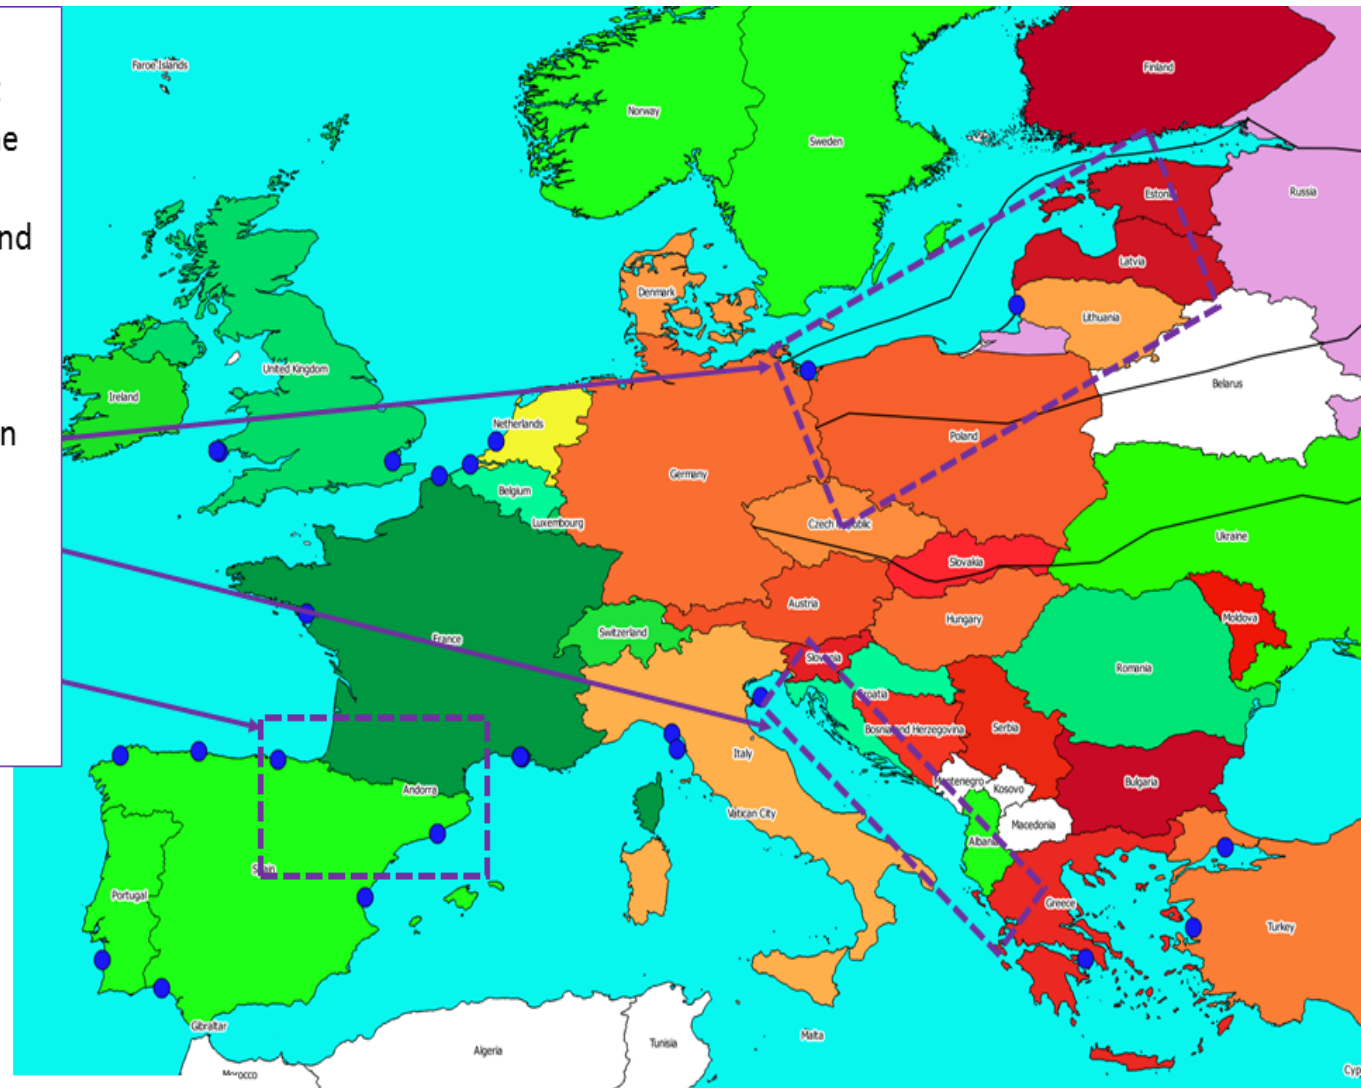 ne
nd
n
Faroe Islands
Finland
Norway
Sweden
Russia
Estonia
Latvia
Denmark
Lithuania
United Kingdom
Ireland
Belarus
Netherlands
Poland
Germany
Belgium
Luxembourg
Czech Republic
Ukraine
Slovakia
Austria
Hungary
Moldova
Switzerland
France
Slovenia
Romania
Croatia
Bosnia and Herzegovina
Serbia
Italy
Montenegro
Kosovo
Bulgaria
Andorra
Vatican City
Macedonia
Albania
Spain
Portugal
Greece
Turkey
Gibraltar
Malta
Algeria
Tunisia
Morocco
Cyp